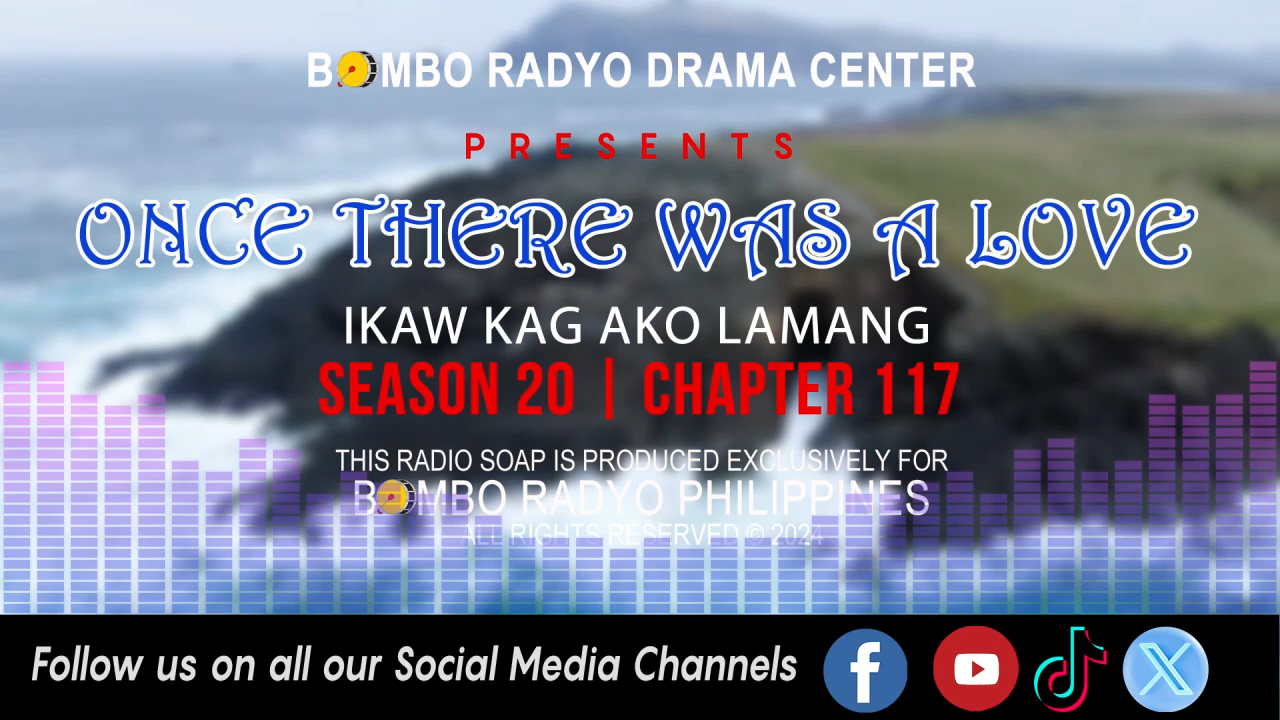 BOMBO RADYO DRAMA CENTER
PRESENTS
ONCE THERE WAS A LOVE
IKAW KAG AKO LAMANG
SEASON 20 | CHAPTER 117
THIS RADIO SOAP IS PRODUCED EXCLUSIVELY FOR
BOMBO RADYO PHILIPPINES
ALL RIGHTS RESERVED © 2024
Follow us on all our Social Media Channels